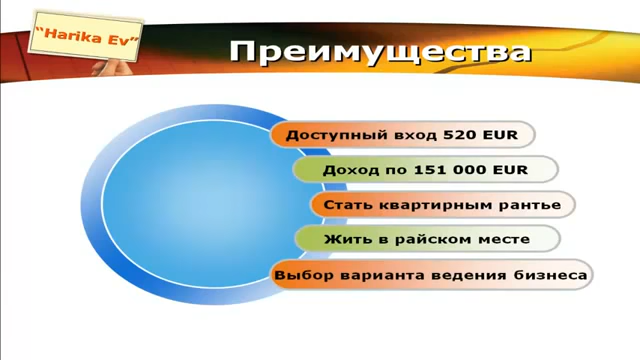 "Harika Ev"
Преимущества
Доступный вход 520 EUR
Доход по 151 000 EUR
Стать квартирным рантье
Жить в райском месте
Выбор варианта ведения бизнеса